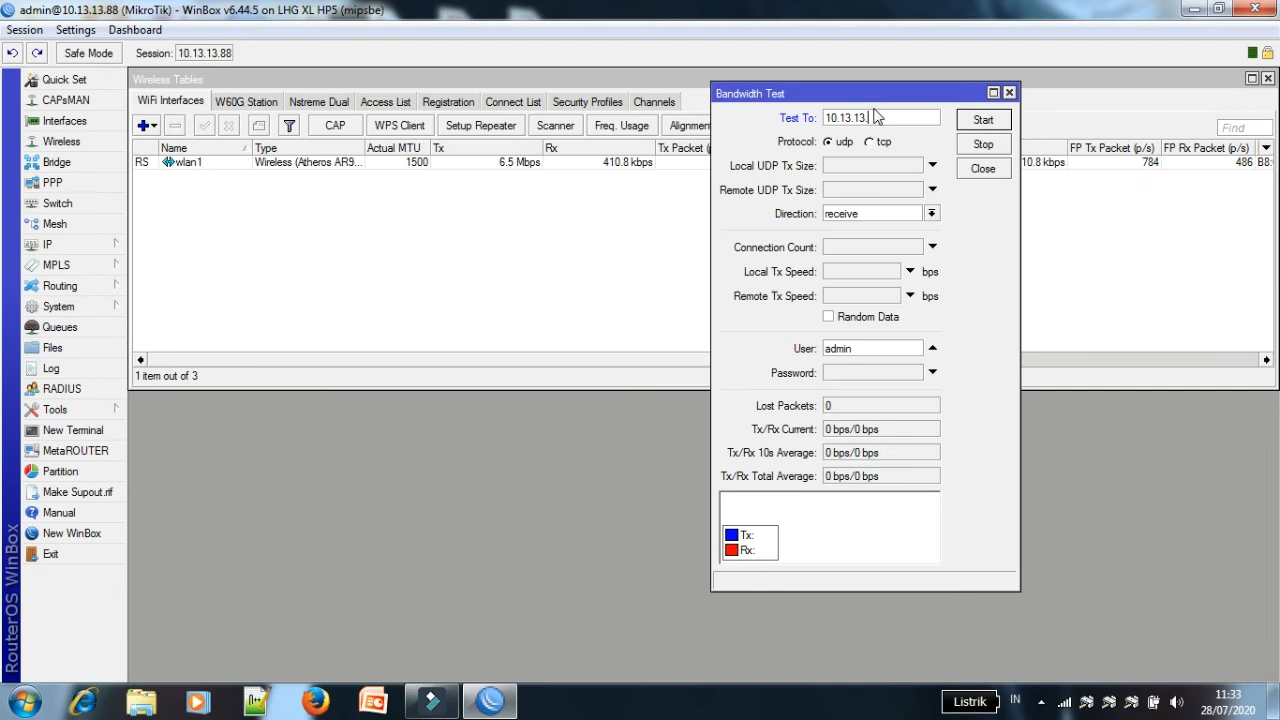 admin@10.13.13.88 (MikroTik) - WinBox v6.44.5 on LHG XL HP5 (mipsbe)
Session Settings Dashboard
Safe Mode Session: 10.13.13.88
Quick Set
CAPsMAN
Interfaces
Wireless
Bridge
PPP
Switch
Mesh
IP
MPLS
Routing
System
Queues
Files
Log
RADIUS
Tools
New Terminal
MetaROUTER
Partition
Make Supout.rif
Manual
New WinBox
Exit
RouterOS WinBox
Wireless Tables
WiFi Interfaces W60G Station Nstreme Dual Access List Registration Connect List Security Profiles Channels
CAP WPS Client Setup Repeater Scanner Freq. Usage Alignment Find
Name Type Actual MTU Tx Rx Tx Packet FP Tx Packet (p/s) FP Rx Packet (p/s)
RS wlan1 Wireless (Atheros AR9... 1500 6.5 Mbps 410.8 kbps 10.8 kbps 784 486 B8:
1 item out of 3
Bandwidth Test
Test To: 10.13.13.
Protocol: udp tcp
Local UDP Tx Size:
Remote UDP Tx Size:
Direction: receive
Connection Count:
Local Tx Speed: bps
Remote Tx Speed: bps
Random Data
User: admin
Password:
Lost Packets: 0
Tx/Rx Current: 0 bps/0 bps
Tx/Rx 10s Average: 0 bps/0 bps
Tx/Rx Total Average: 0 bps/0 bps
Tx:
Rx:
Start
Stop
Close
Listrik IN 11:33
28/07/2020